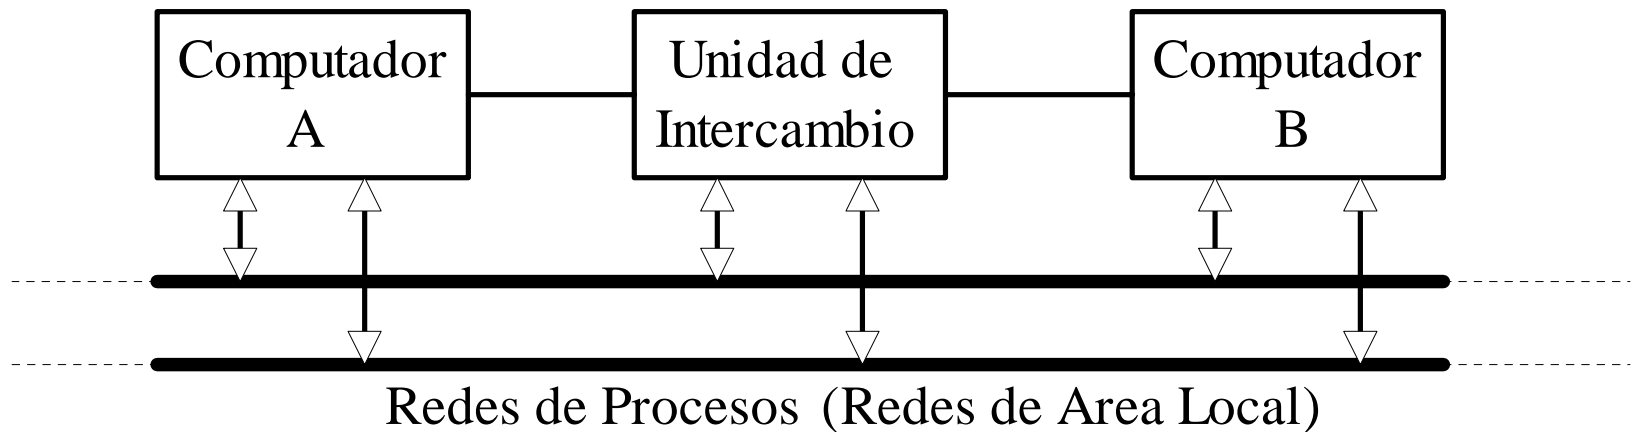 Computador
A
Unidad de
Intercambio
Computador
B
Redes de Procesos (Redes de Area Local)